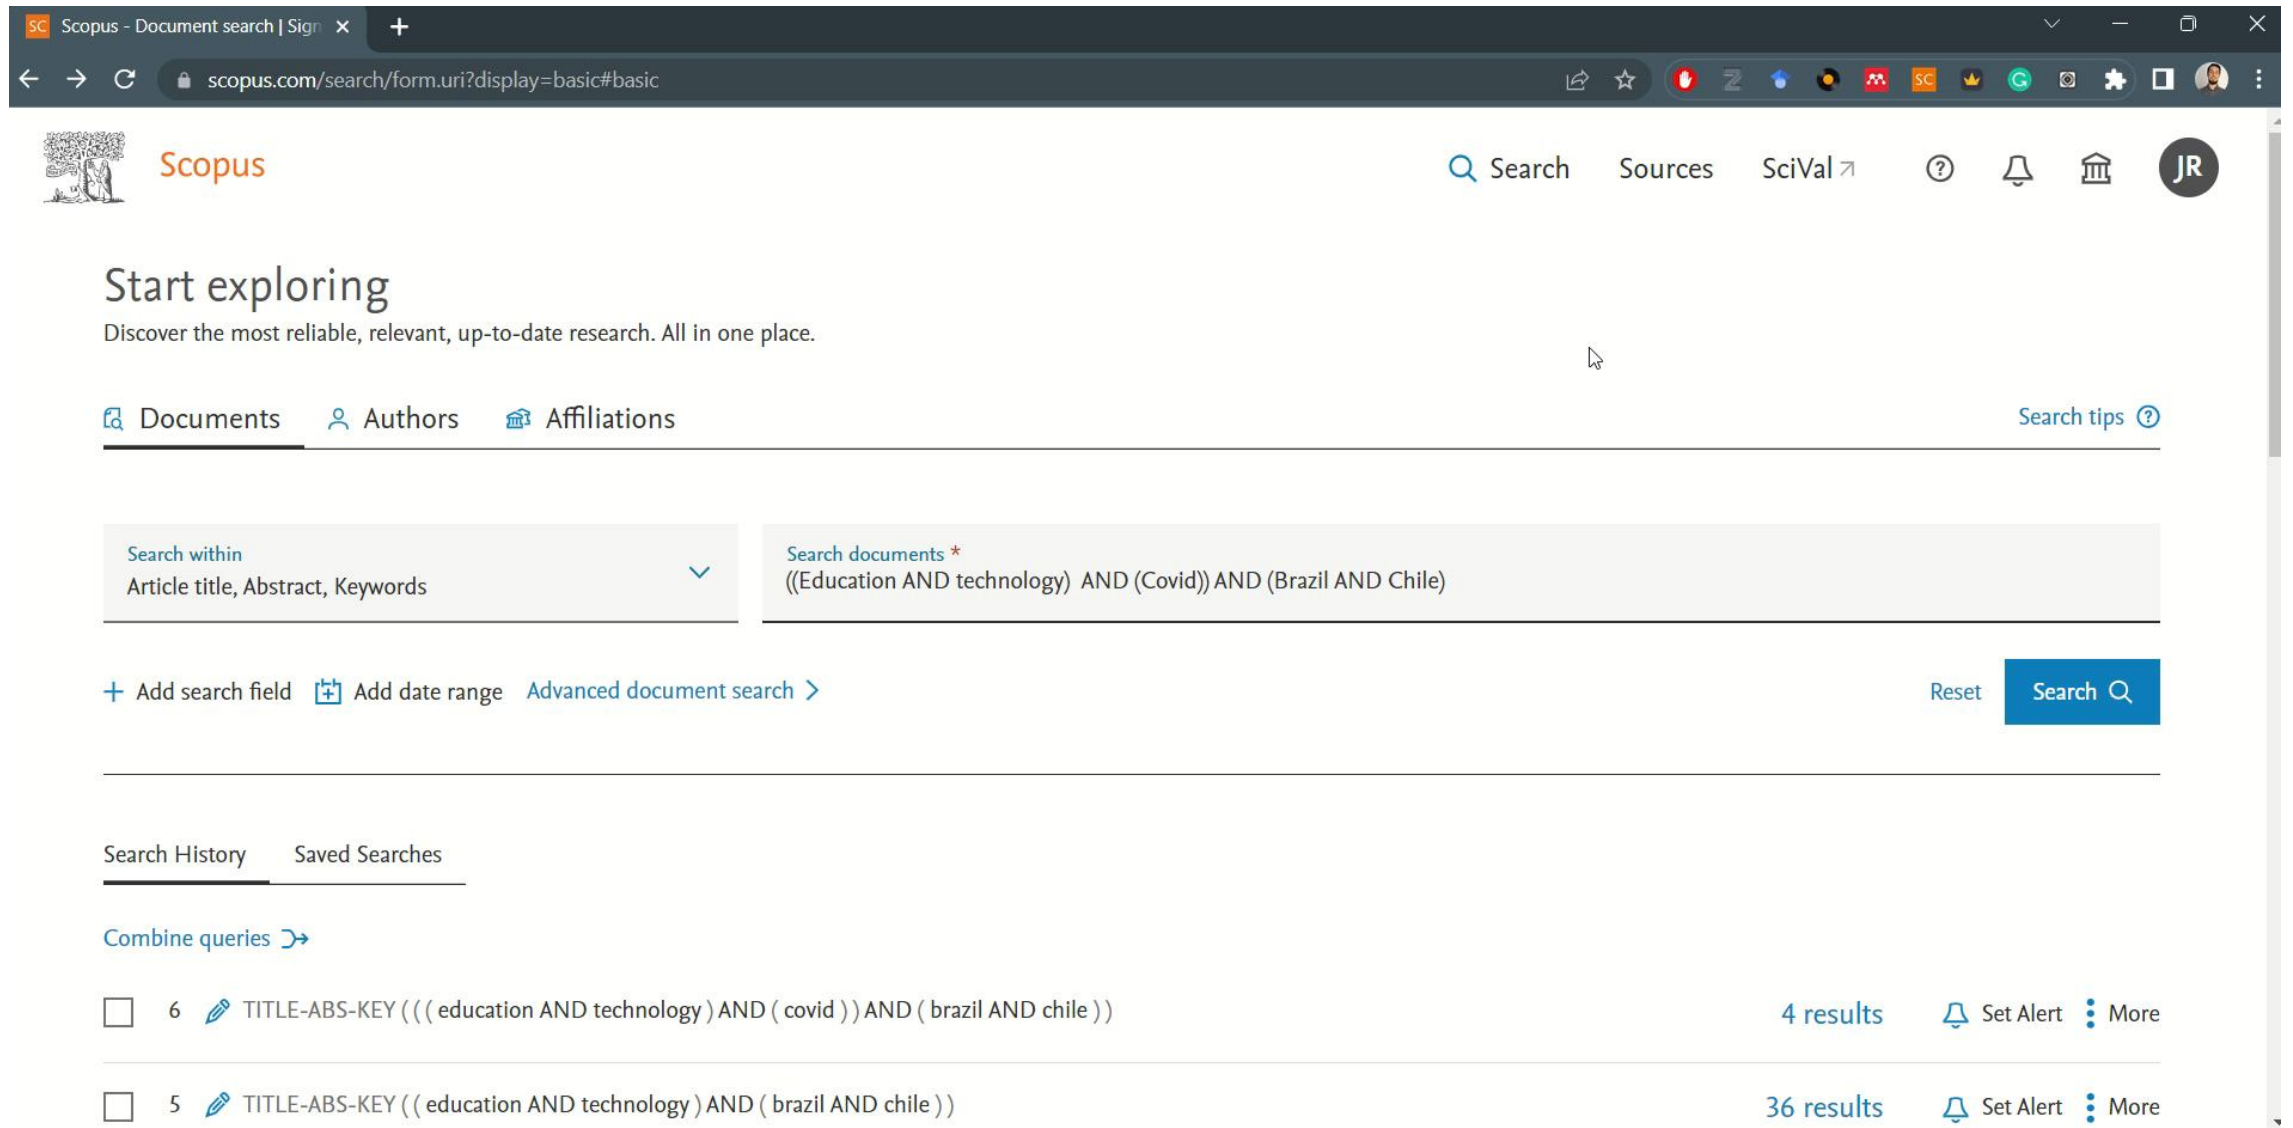 SC Scopus - Document search | Sign
scopus.com/search/form.uri?display=basic#basic
SC G
Scopus
Search Sources SciVal JR
Start exploring
Discover the most reliable, relevant, up-to-date research. All in one place.
Documents Authors Affiliations Search tips
Search within
Article title, Abstract, Keywords
Search documents *
((Education AND technology) AND (Covid)) AND (Brazil AND Chile)
Add search field Add date range Advanced document search Reset Search
Search History Saved Searches
Combine queries
6 TITLE-ABS-KEY ( ( ( education AND technology ) AND ( covid ) ) AND ( brazil AND chile ) ) 4 results Set Alert More
5 TITLE-ABS-KEY ( ( education AND technology ) AND ( brazil AND chile ) ) 36 results Set Alert More